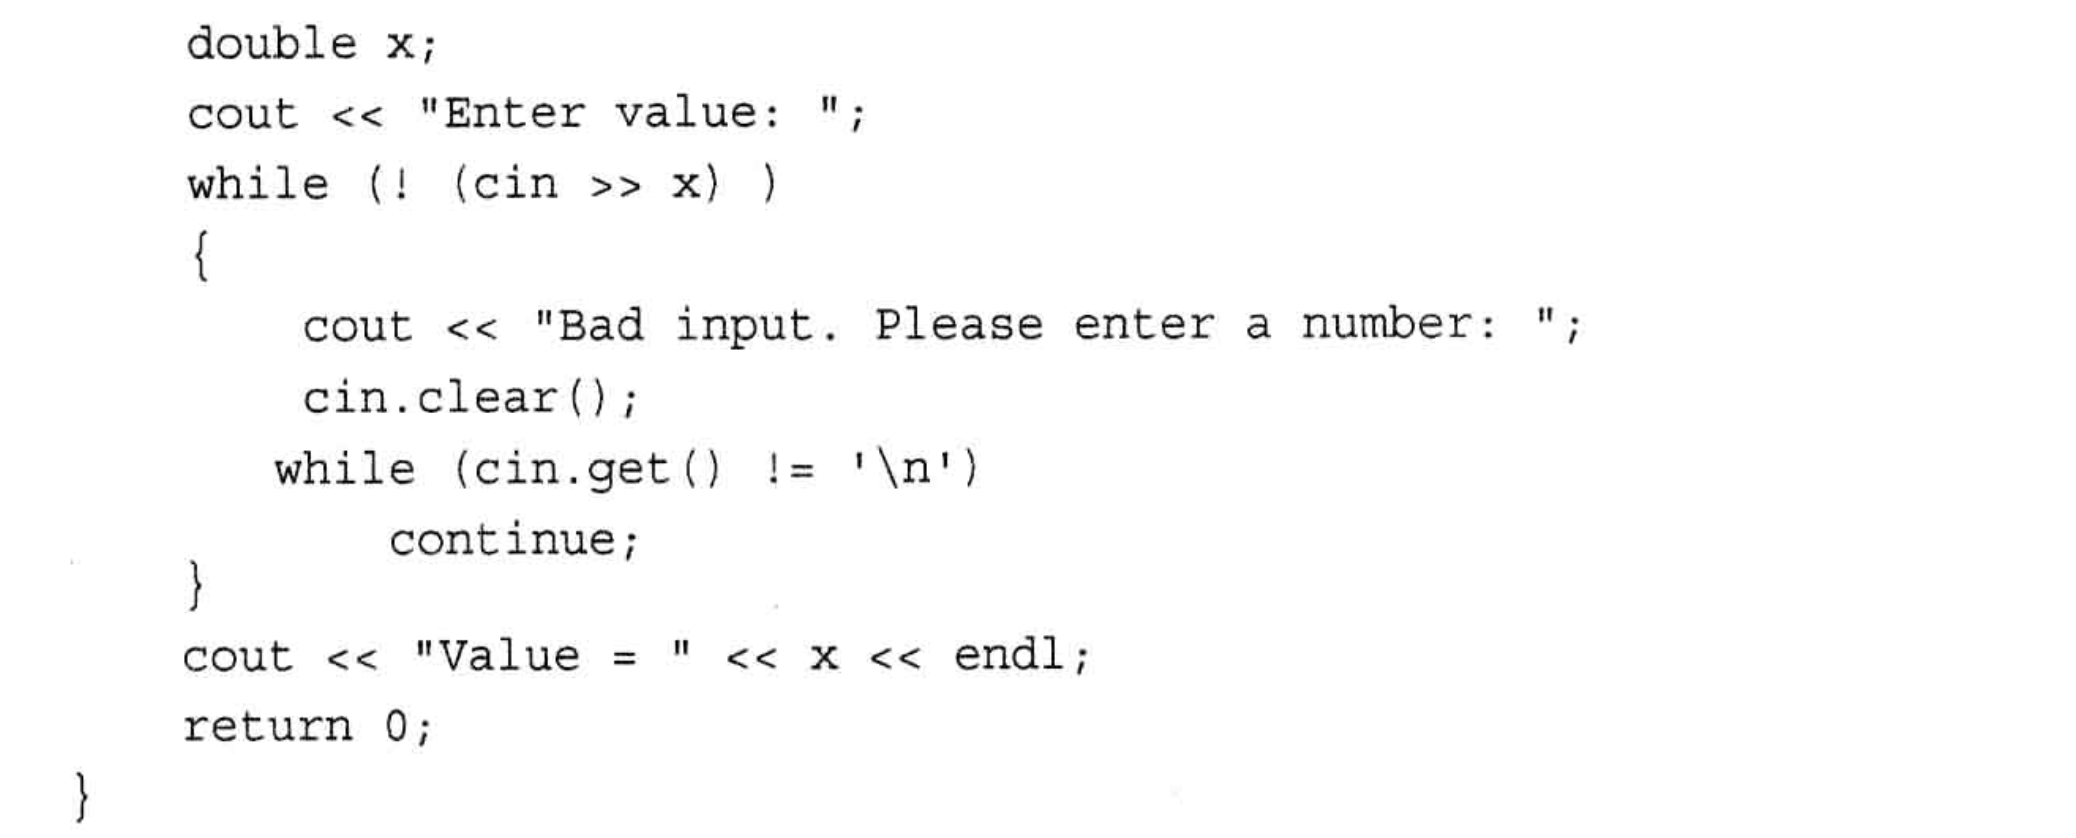 double x;
cout << "Enter value: ";
while (! (cin >> x) )
{
cout << "Bad input. Please enter a number: ";
cin.clear();
while (cin.get() != '\n')
continue;
}
cout << "Value = " << x << endl;
return 0;
}